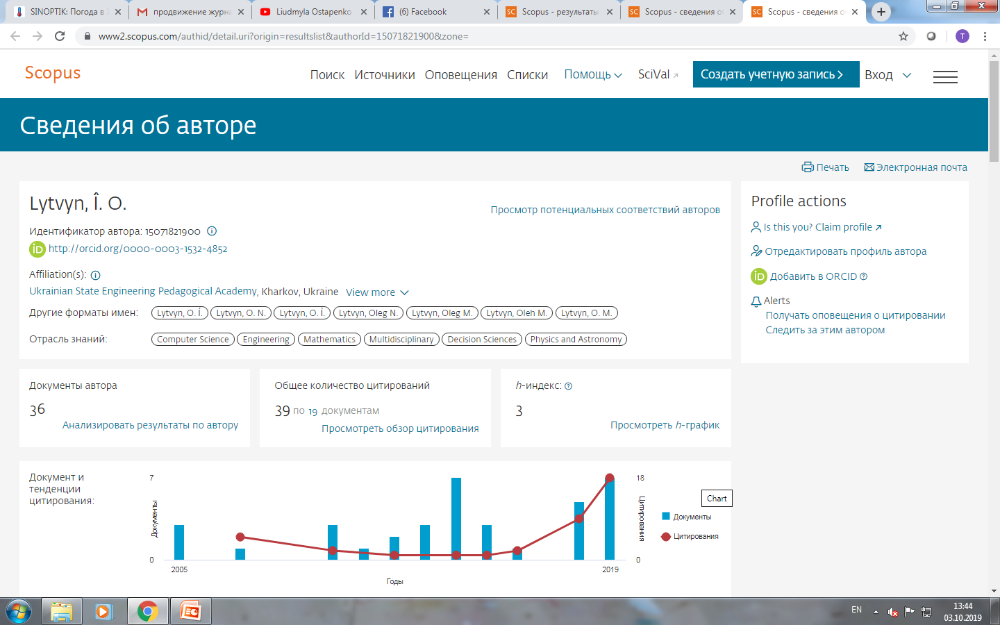 SINOPTIK: Погода в
продвижение журна
Liudmyla Ostapenko
(6) Facebook
Scopus - результаты
Scopus - сведения о
Scopus - сведения о
www2.scopus.com/authid/detail.uri?origin=resultslist&authorId=15071821900&zone=
T
Scopus
Поиск Источники Оповещения Списки Помощь SciVal Создать учетную запись Вход
Сведения об авторе
Печать Электронная почта
Lytvyn, Î. O.
Просмотр потенциальных соответствий авторов
Идентификатор автора: 15071821900
http://orcid.org/0000-0003-1532-4852
Affiliation(s):
Ukrainian State Engineering Pedagogical Academy, Kharkov, Ukraine View more
Другие форматы имен: Lytvyn, O. Í. Lytvyn, O. N. Lytvyn, O. Ì. Lytvyn, Oleg N. Lytvyn, Oleg M. Lytvyn, Oleh M. Lytvyn, O. M.
Отрасль знаний: Computer Science Engineering Mathematics Multidisciplinary Decision Sciences Physics and Astronomy
Profile actions
Is this you? Claim profile
Отредактировать профиль автора
iD Добавить в ORCID
Alerts
Получать оповещения о цитировании
Следить за этим автором
Документы автора
36
Анализировать результаты по автору
Общее количество цитирований
39 по 19 документам
Просмотреть обзор цитирования
h-индекс:
3
Просмотреть h-график
Документ и
тенденции
цитирования:
7
Документы
0
2005
2019
Годы
18
Цитирования
0
Chart
Документы
Цитирования
EN
13:44
03.10.2019